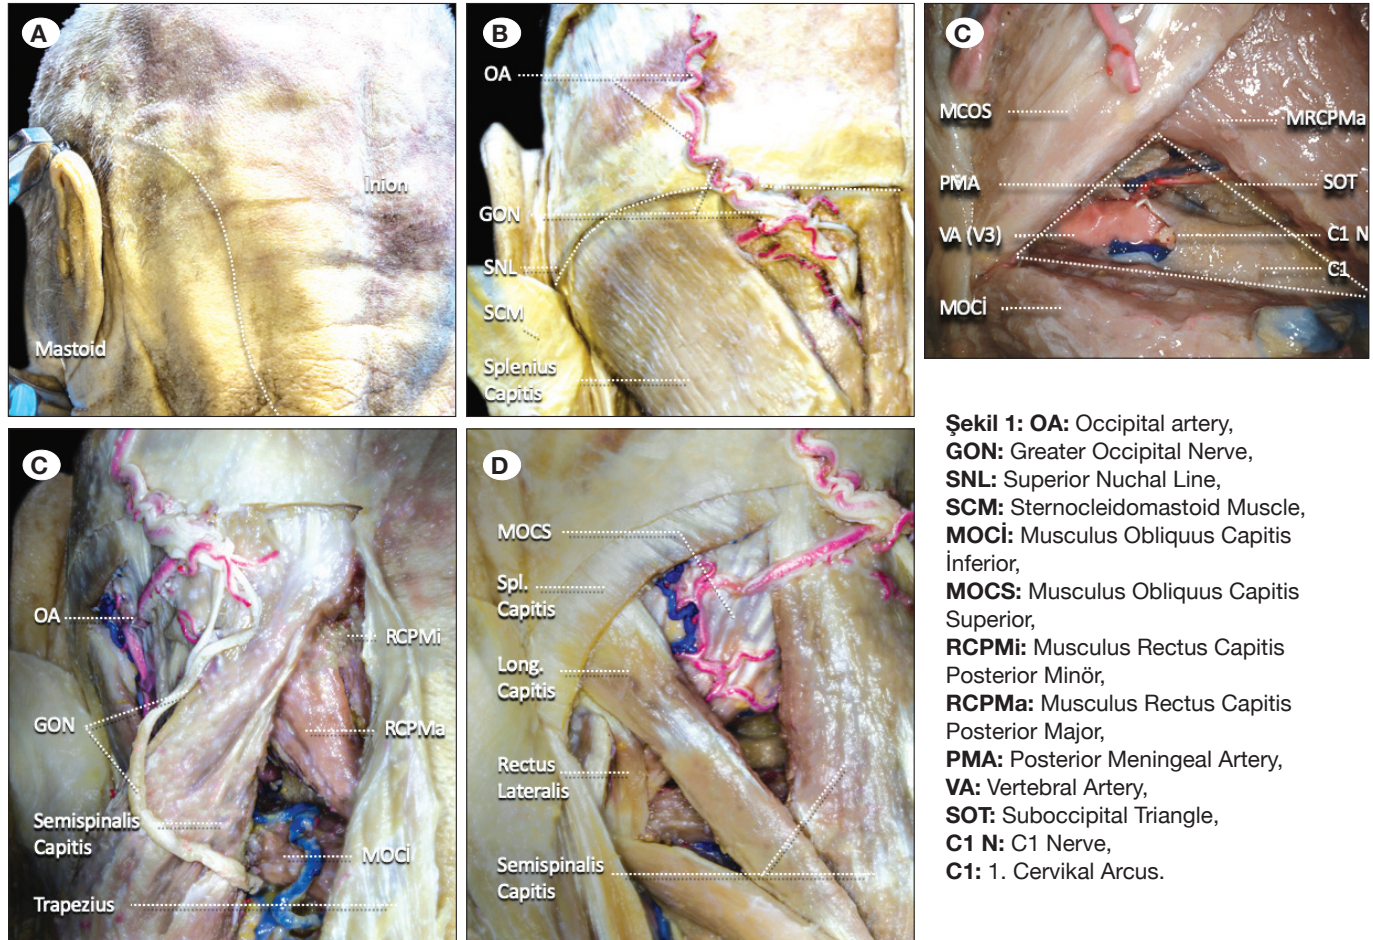 A
Inion
Mastoid
B
OA
GON
SNL
SCM
Splenius
Capitis
C
MCOS
MRCPMa
PMA
SOT
VA (V3)
C1 N
C1
MOCİ
C
OA
RCPMi
GON
RCPMa
Semispinalis
Capitis
MOCİ
Trapezius
D
MOCS
Spl.
Capitis
Long.
Capitis
Rectus
Lateralis
Semispinalis
Capitis
Şekil 1: OA: Occipital artery,
GON: Greater Occipital Nerve,
SNL: Superior Nuchal Line,
SCM: Sternocleidomastoid Muscle,
MOCİ: Musculus Obliquus Capitis
İnferior,
MOCS: Musculus Obliquus Capitis
Superior,
RCPMi: Musculus Rectus Capitis
Posterior Minör,
RCPMa: Musculus Rectus Capitis
Posterior Major,
PMA: Posterior Meningeal Artery,
VA: Vertebral Artery,
SOT: Suboccipital Triangle,
C1 N: C1 Nerve,
C1: 1. Cervikal Arcus.